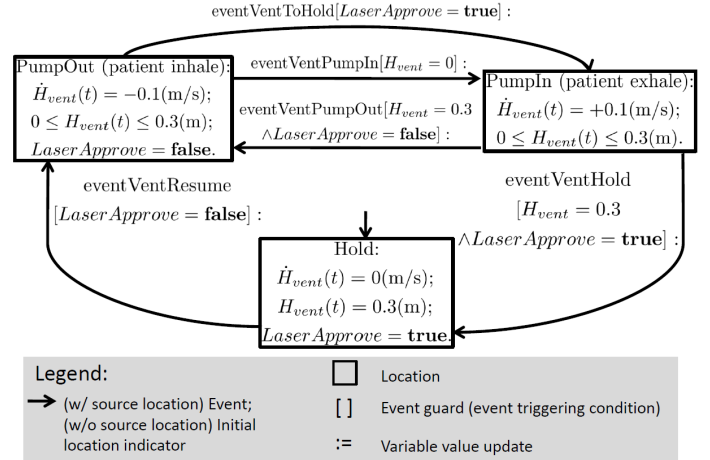 eventVentToHold[LaserApprove = true] :
PumpOut (patient inhale):
Ḣ_vent(t) = −0.1(m/s);
0 ≤ H_vent(t) ≤ 0.3(m);
LaserApprove = false.
eventVentPumpIn[H_vent = 0] :
eventVentPumpOut[H_vent = 0.3
∧LaserApprove = false] :
PumpIn (patient exhale):
Ḣ_vent(t) = +0.1(m/s);
0 ≤ H_vent(t) ≤ 0.3(m).
eventVentResume
[LaserApprove = false] :
eventVentHold
[H_vent = 0.3
∧LaserApprove = true] :
Hold:
Ḣ_vent(t) = 0(m/s);
H_vent(t) = 0.3(m);
LaserApprove = true.
Legend:
(w/ source location) Event;
(w/o source location) Initial
location indicator
Location
[ ] Event guard (event triggering condition)
:= Variable value update